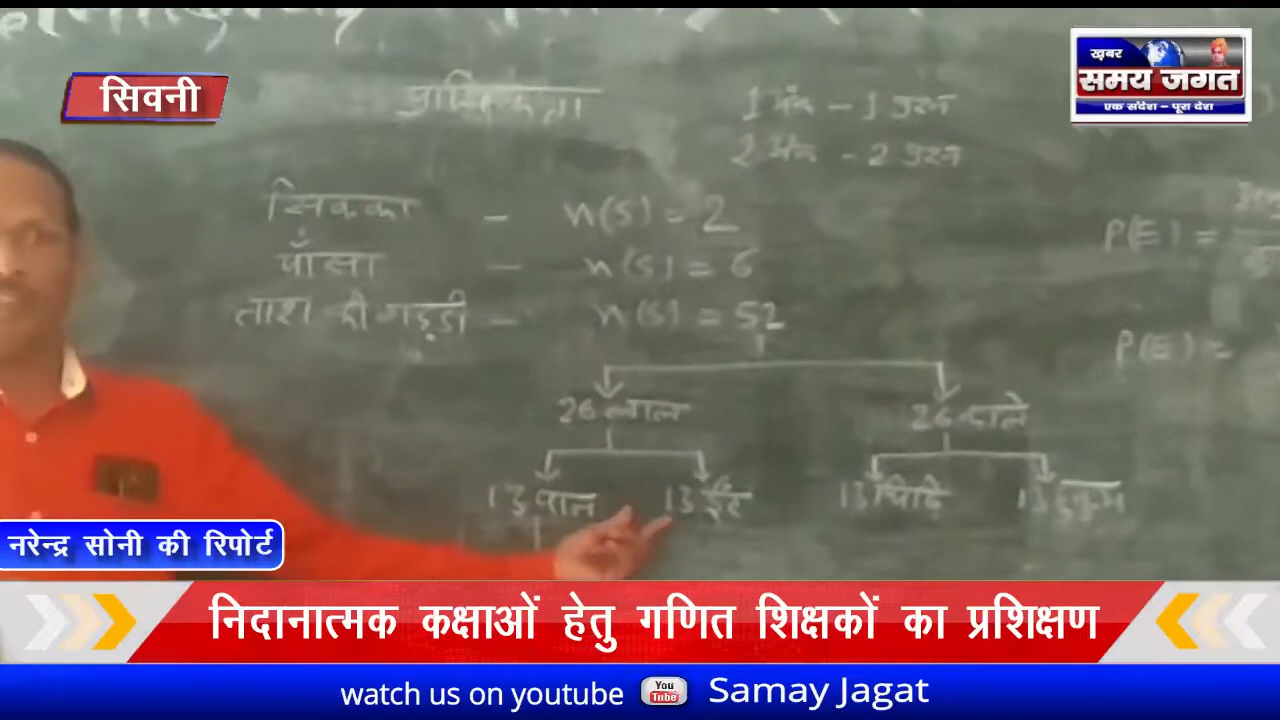 सिवनी
ख़बर
समय जगत
एक संदेश – पूरा देश
प्रायिकता
1 अंक - 1 प्रश्न
2 अंक - 2 प्रश्न
सिक्का - n(s) = 2
पाँसा - n(s) = 6
ताश की गड्डी - n(s) = 52
P(E) =
P(E) =
26 लाल
26 काले
13 पान
13 ईंट
13 चिड़ी
13 हुकुम
नरेन्द्र सोनी की रिपोर्ट
निदानात्मक कक्षाओं हेतु गणित शिक्षकों का प्रशिक्षण
watch us on youtube You Tube Samay Jagat